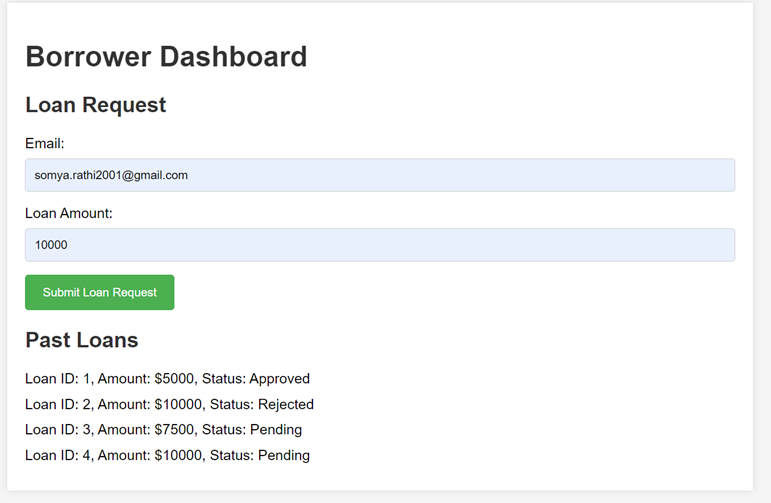 Borrower Dashboard
Loan Request
Email:
somya.rathi2001@gmail.com
Loan Amount:
10000
Submit Loan Request
Past Loans
Loan ID: 1, Amount: $5000, Status: Approved
Loan ID: 2, Amount: $10000, Status: Rejected
Loan ID: 3, Amount: $7500, Status: Pending
Loan ID: 4, Amount: $10000, Status: Pending